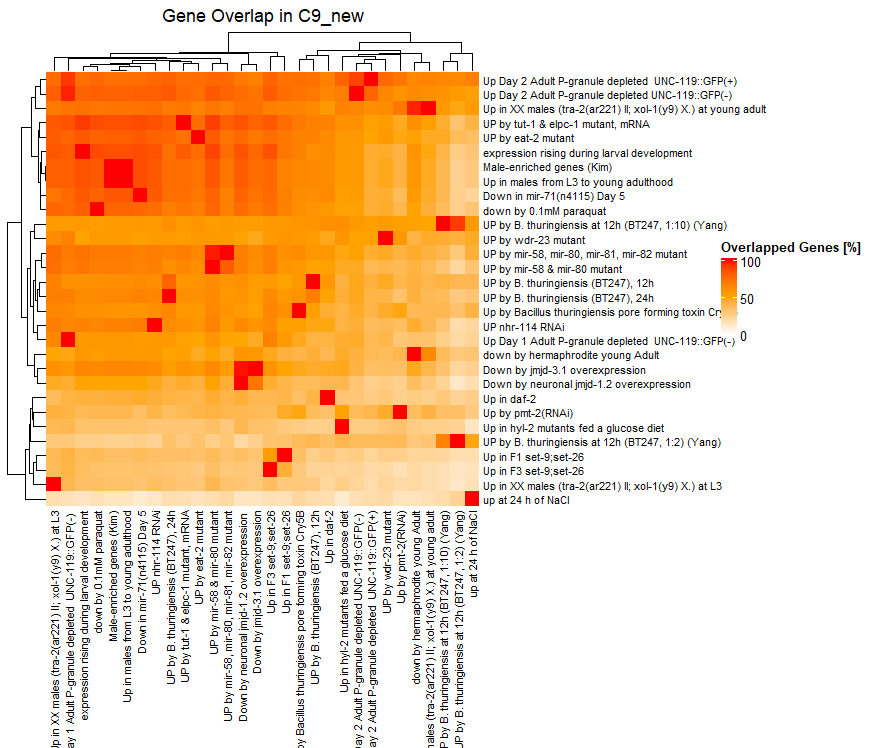 Gene Overlap in C9_new
Up Day 2 Adult P-granule depleted UNC-119::GFP(+)
Up Day 2 Adult P-granule depleted UNC-119::GFP(-)
Up in XX males (tra-2(ar221) II; xol-1(y9) X.) at young adult
UP by tut-1 & elpc-1 mutant, mRNA
UP by eat-2 mutant
expression rising during larval development
Male-enriched genes (Kim)
Up in males from L3 to young adulthood
Down in mir-71(n4115) Day 5
down by 0.1mM paraquat
UP by B. thuringiensis at 12h (BT247, 1:10) (Yang)
UP by wdr-23 mutant
UP by mir-58, mir-80, mir-81, mir-82 mutant
UP by mir-58 & mir-80 mutant
UP by B. thuringiensis (BT247), 12h
UP by B. thuringiensis (BT247), 24h
Up by Bacillus thuringiensis pore forming toxin Cry
UP nhr-114 RNAi
Up Day 1 Adult P-granule depleted UNC-119::GFP(-)
down by hermaphrodite young Adult
Down by jmjd-3.1 overexpression
Down by neuronal jmjd-1.2 overexpression
Up in daf-2
Up by pmt-2(RNAi)
Up in hyl-2 mutants fed a glucose diet
UP by B. thuringiensis at 12h (BT247, 1:2) (Yang)
Up in F1 set-9;set-26
Up in F3 set-9;set-26
Up in XX males (tra-2(ar221) II; xol-1(y9) X.) at L3
up at 24 h of NaCl
Overlapped Genes [%]
100
50
0
Up in XX males (tra-2(ar221) II; xol-1(y9) X.) at L3
ay 1 Adult P-granule depleted UNC-119::GFP(-)
expression rising during larval development
down by 0.1mM paraquat
Male-enriched genes (Kim)
Up in males from L3 to young adulthood
Down in mir-71(n4115) Day 5
UP nhr-114 RNAi
UP by B. thuringiensis (BT247), 24h
UP by tut-1 & elpc-1 mutant, mRNA
UP by eat-2 mutant
UP by mir-58 & mir-80 mutant
UP by mir-58, mir-80, mir-81, mir-82 mutant
Down by neuronal jmjd-1.2 overexpression
Down by jmjd-3.1 overexpression
Up in F3 set-9;set-26
Up in F1 set-9;set-26
by Bacillus thuringiensis pore forming toxin Cry5B
UP by B. thuringiensis (BT247), 12h
Up in daf-2
Up in hyl-2 mutants fed a glucose diet
ay 2 Adult P-granule depleted UNC-119::GFP(-)
ay 2 Adult P-granule depleted UNC-119::GFP(+)
UP by wdr-23 mutant
Up by pmt-2(RNAi)
down by hermaphrodite young Adult
males (tra-2(ar221) II; xol-1(y9) X.) at young adult
P by B. thuringiensis at 12h (BT247, 1:10) (Yang)
UP by B. thuringiensis at 12h (BT247, 1:2) (Yang)
up at 24 h of NaCl